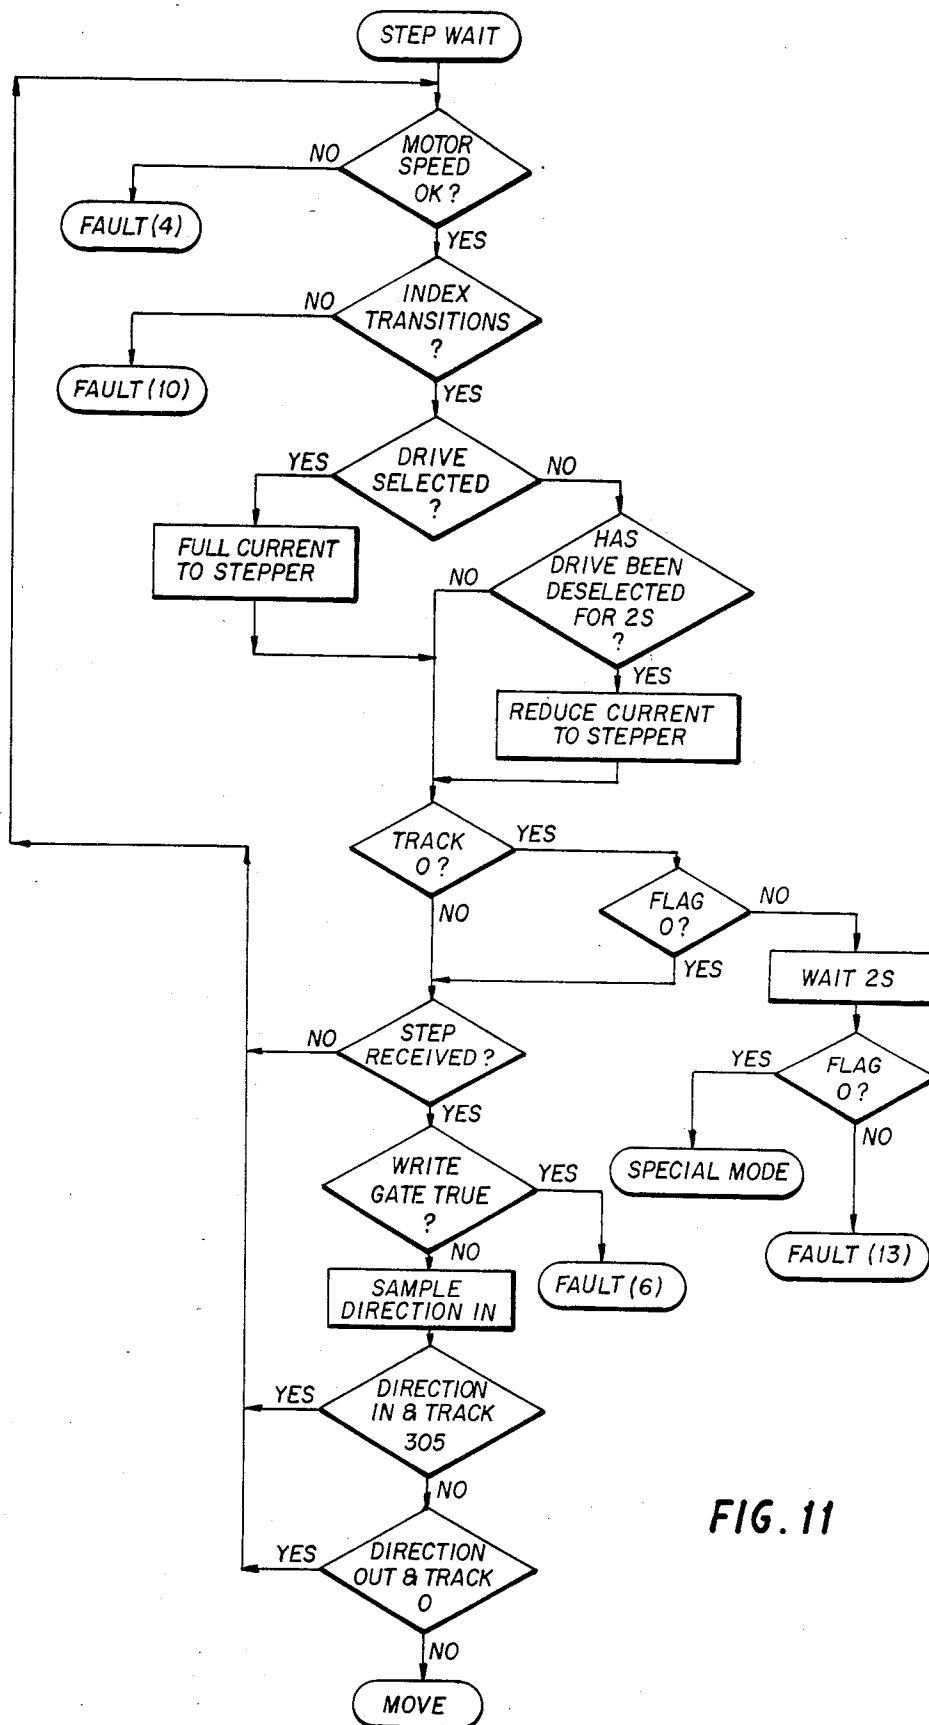 STEP WAIT
MOTOR
SPEED
OK?
NO
FAULT(4)
YES
INDEX
TRANSITIONS
?
NO
FAULT(10)
YES
DRIVE
SELECTED
?
YES
NO
FULL CURRENT
TO STEPPER
HAS
DRIVE BEEN
DESELECTED
FOR 2S
?
NO
YES
REDUCE CURRENT
TO STEPPER
TRACK
0?
YES
NO
FLAG
0?
NO
YES
WAIT 2S
STEP
RECEIVED?
NO
YES
FLAG
0?
YES
NO
SPECIAL MODE
FAULT (13)
WRITE
GATE TRUE
?
YES
NO
FAULT(6)
SAMPLE
DIRECTION IN
DIRECTION
IN & TRACK
305
YES
NO
DIRECTION
OUT & TRACK
0
YES
NO
MOVE
FIG. 11